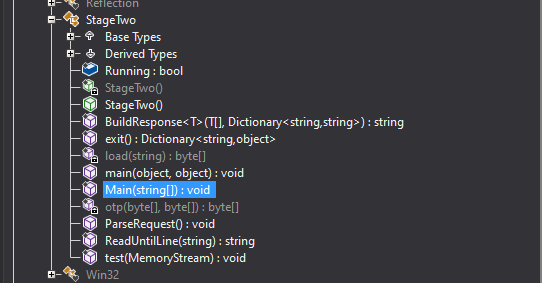 Reflection
StageTwo
Base Types
Derived Types
Running : bool
StageTwo()
StageTwo()
BuildResponse<T>(T[], Dictionary<string,string>) : string
exit() : Dictionary<string,object>
load(string) : byte[]
main(object, object) : void
Main(string[]) : void
otp(byte[], byte[]) : byte[]
ParseRequest() : void
ReadUntilLine(string) : string
test(MemoryStream) : void
Win32